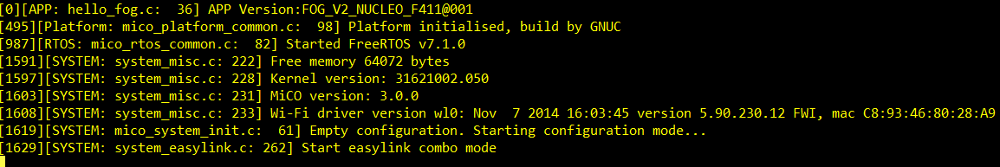 [0][APP: hello_fog.c:  36] APP Version:FOG_V2_NUCLEO_F411@001
[495][Platform: mico_platform_common.c:  98] Platform initialised, build by GNUC
[987][RTOS: mico_rtos_common.c:  82] Started FreeRTOS v7.1.0
[1591][SYSTEM: system_misc.c: 222] Free memory 64072 bytes
[1597][SYSTEM: system_misc.c: 228] Kernel version: 31621002.050
[1603][SYSTEM: system_misc.c: 231] MiCO version: 3.0.0
[1608][SYSTEM: system_misc.c: 233] Wi-Fi driver version wl0: Nov  7 2014 16:03:45 version 5.90.230.12 FWI, mac C8:93:46:80:28:A9
[1619][SYSTEM: mico_system_init.c:  61] Empty configuration. Starting configuration mode...
[1629][SYSTEM: system_easylink.c: 262] Start easylink combo mode